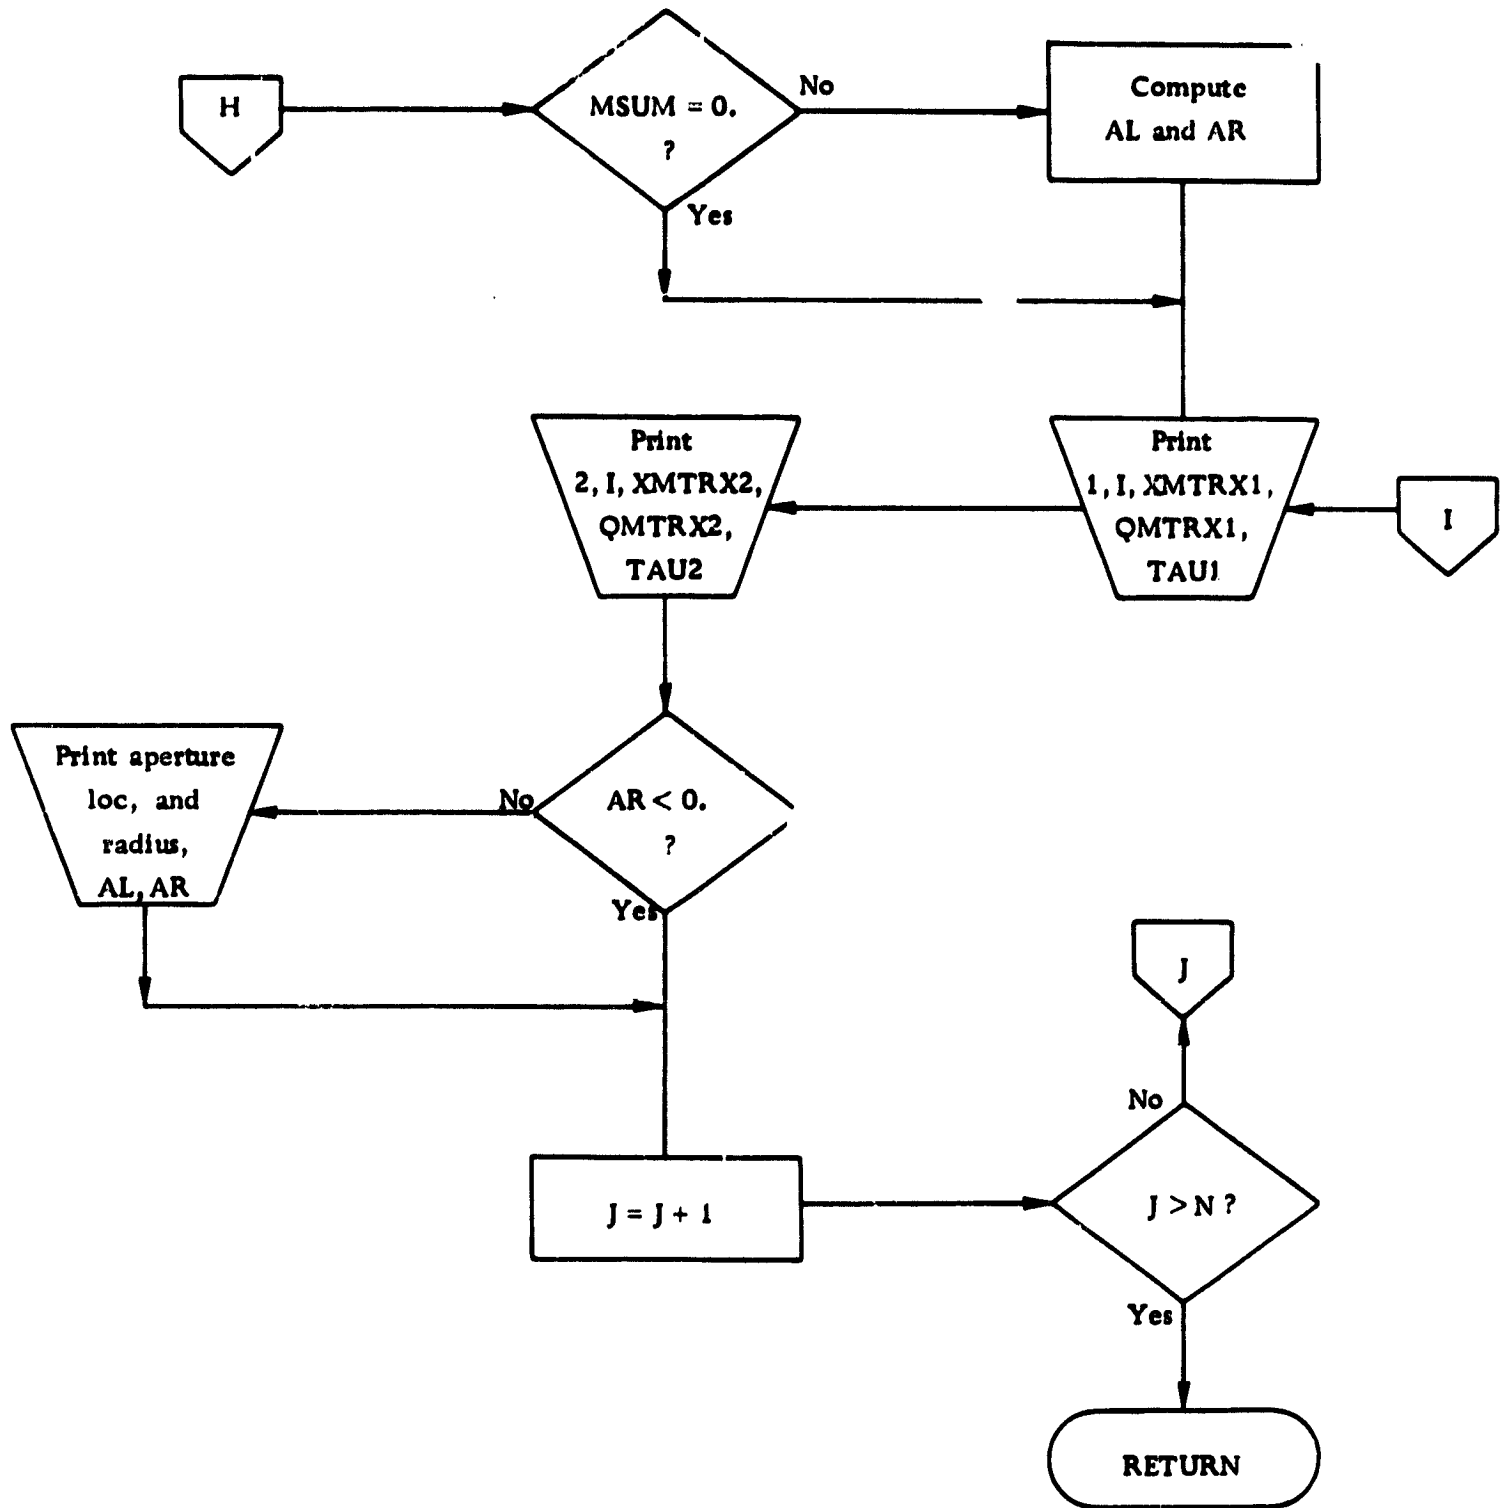 H
MSUM = 0.
?
No
Yes
Compute
AL and AR
Print
2, I, XMTRX2,
QMTRX2,
TAU2
Print
1, I, XMTRX1,
QMTRX1,
TAU1
I
Print aperture
loc, and
radius,
AL, AR
No
AR < 0.
?
Yes
J
No
J = J + 1
J > N ?
Yes
RETURN